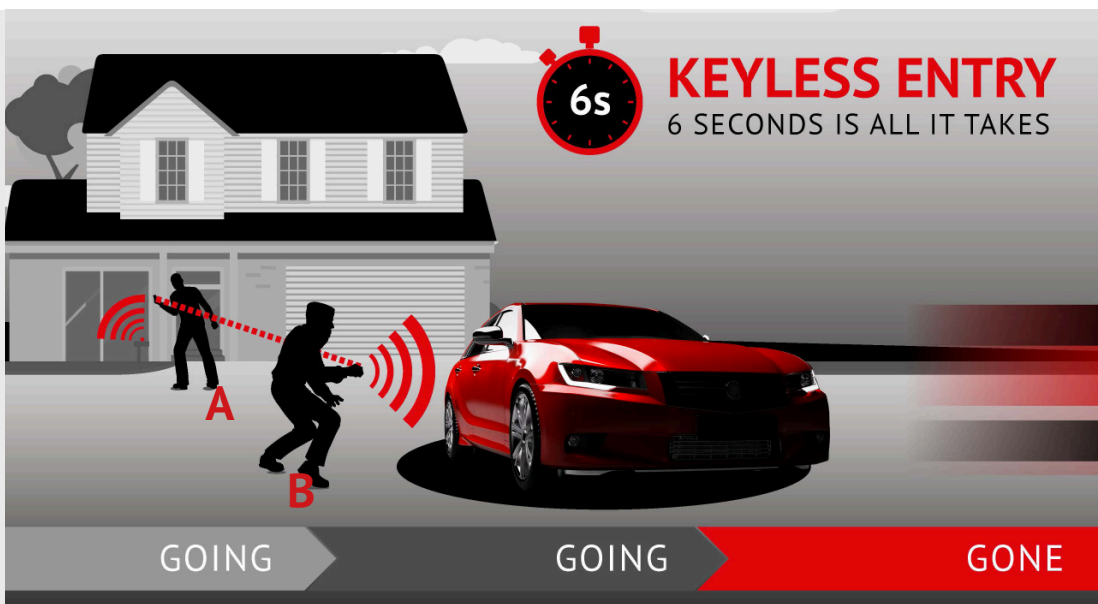 6s
KEYLESS ENTRY
6 SECONDS IS ALL IT TAKES
A
B
GOING
GOING
GONE